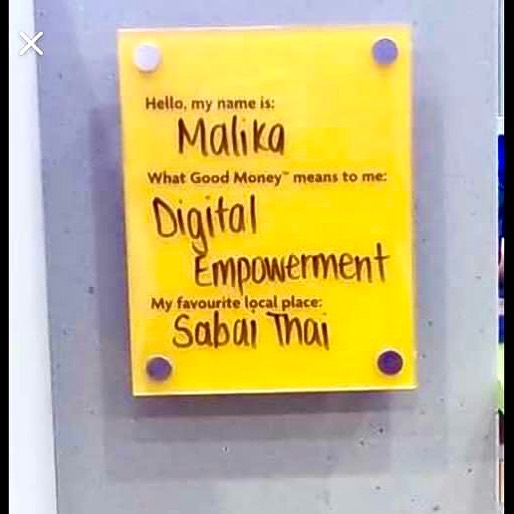 Hello, my name is:
Malika
What Good Money™ means to me:
Digital
Empowerment
My favourite local place:
Sabai Thai